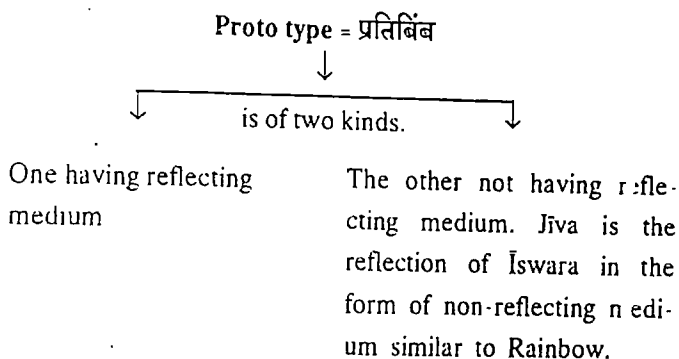 Proto type = प्रतिबिंब
is of two kinds.
One having reflecting
medium
The other not having refle-
cting medium. Jīva is the
reflection of Īswara in the
form of non-reflecting medi-
um similar to Rainbow.